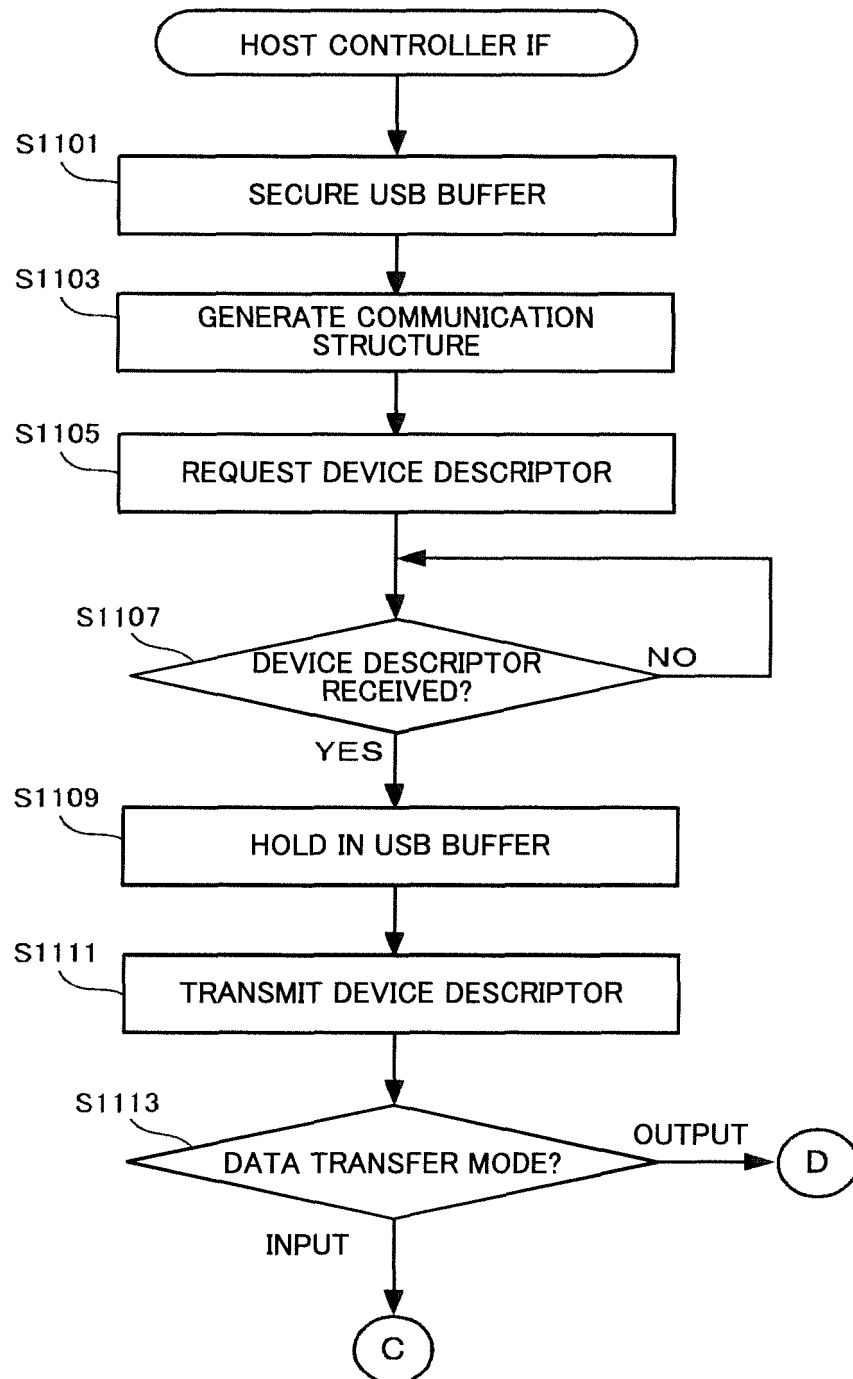 HOST CONTROLLER IF
S1101
SECURE USB BUFFER
S1103
GENERATE COMMUNICATION
STRUCTURE
S1105
REQUEST DEVICE DESCRIPTOR
S1107
DEVICE DESCRIPTOR
RECEIVED?
NO
YES
S1109
HOLD IN USB BUFFER
S1111
TRANSMIT DEVICE DESCRIPTOR
S1113
DATA TRANSFER MODE?
OUTPUT
D
INPUT
C